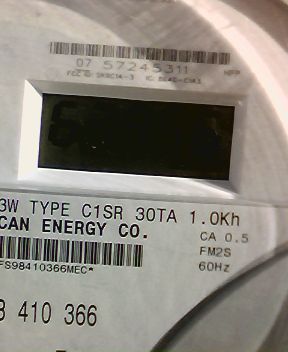 07 57245311
3W TYPE C1SR 30TA 1.0Kh
CAN ENERGY CO.
CA 0.5
FM2S
60Hz
FS98410366MEC*
8 410 366